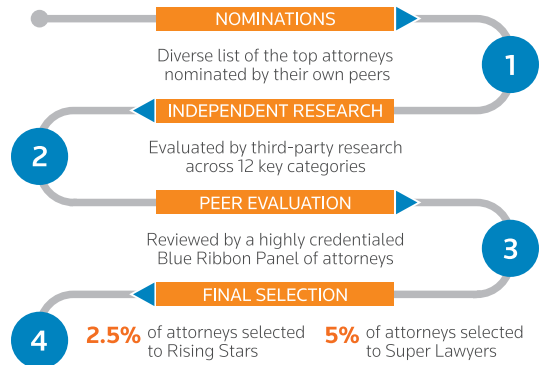 NOMINATIONS
Diverse list of the top attorneys
nominated by their own peers
1
INDEPENDENT RESEARCH
2
Evaluated by third-party research
across 12 key categories
PEER EVALUATION
Reviewed by a highly credentialed
Blue Ribbon Panel of attorneys
3
FINAL SELECTION
4
2.5% of attorneys selected
to Rising Stars
5% of attorneys selected
to Super Lawyers